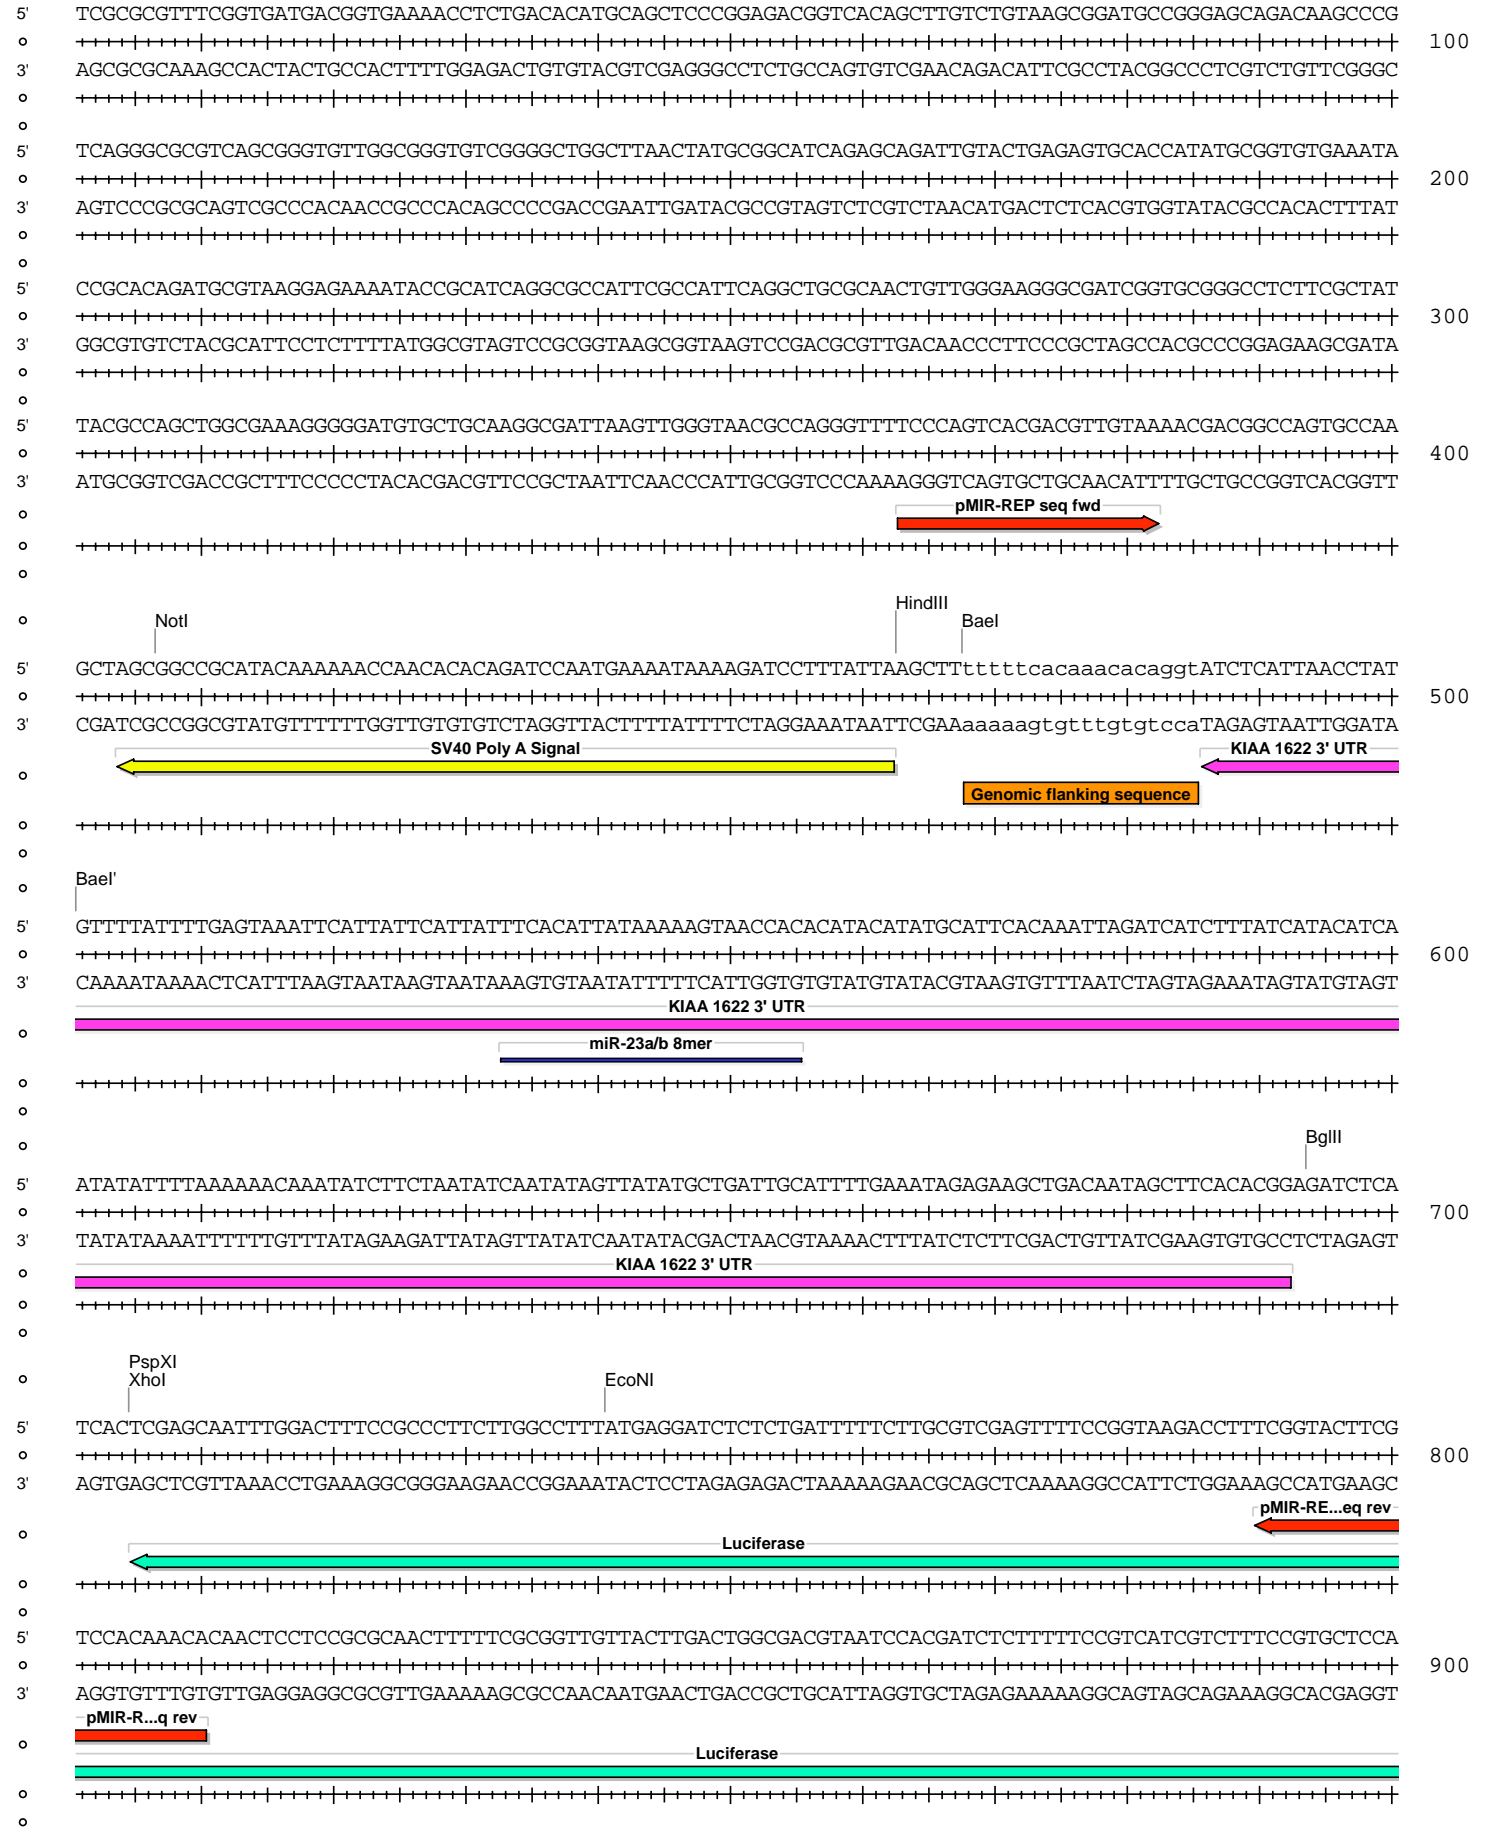 5' TCGCGCGTTTCGGTGATGACGGTGAAAACCTCTGACACATGCAGCTCCCGGAGACGGTCACAGCTTGTCTGTAAGCGGATGCCGGGAGCAGACAAGCCCG
100
3' AGCGCGCAAAGCCACTACTGCCACTTTTGGAGACTGTGTACGTCGAGGGCCTCTGCCAGTGTCGAACAGACATTCGCCTACGGCCCTCGTCTGTTCGGGC
5' TCAGGGCGCGTCAGCGGGTGTTGGCGGGTGTCGGGGCTGGCTTAACTATGCGGCATCAGAGCAGATTGTACTGAGAGTGCACCATATGCGGTGTGAAATA
200
3' AGTCCCGCGCAGTCGCCCACAACCGCCCACAGCCCCGACCGAATTGATACGCCGTAGTCTCGTCTAACATGACTCTCACGTGGTATACGCCACACTTTAT
5' CCGCACAGATGCGTAAGGAGAAAATACCGCATCAGGCGCCATTCGCCATTCAGGCTGCGCAACTGTTGGGAAGGGCGATCGGTGCGGGCCTCTTCGCTAT
300
3' GGCGTGTCTACGCATTCCTCTTTTATGGCGTAGTCCGCGGTAAGCGGTAAGTCCGACGCGTTGACAACCCTTCCCGCTAGCCACGCCCGGAGAAGCGATA
5' TACGCCAGCTGGCGAAAGGGGGATGTGCTGCAAGGCGATTAAGTTGGGTAACGCCAGGGTTTTCCCAGTCACGACGTTGTAAAACGACGGCCAGTGCCAA
400
3' ATGCGGTCGACCGCTTTCCCCCTACACGACGTTCCGCTAATTCAACCCATTGCGGTCCCAAAAGGGTCAGTGCTGCAACATTTTGCTGCCGGTCACGGTT
pMIR-REP seq fwd
HindIII
NotI BaeI
5' GCTAGCGGCCGCATACAAAAAACCAACACACAGATCCAATGAAAATAAAAGATCCTTTATTAAGCTTtttttcacaaacacaggtATCTCATTAACCTAT
500
3' CGATCGCCGGCGTATGTTTTTTGGTTGTGTGTCTAGGTTACTTTTATTTTCTAGGAAATAATTCGAAaaaaagtgtttgtgtccaTAGAGTAATTGGATA
SV40 Poly A Signal KIAA 1622 3' UTR
Genomic flanking sequence
BaeI'
5' GTTTTATTTTGAGTAAATTCATTATTCATTATTTCACATTATAAAAAGTAACCACACATACATATGCATTCACAAATTAGATCATCTTTATCATACATCA
600
3' CAAAATAAAACTCATTTAAGTAATAAGTAATAAAGTGTAATATTTTTCATTGGTGTGTATGTATACGTAAGTGTTTAATCTAGTAGAAATAGTATGTAGT
KIAA 1622 3' UTR
miR-23a/b 8mer
BglII
5' ATATATTTTAAAAAACAAATATCTTCTAATATCAATATAGTTATATGCTGATTGCATTTTGAAATAGAGAAGCTGACAATAGCTTCACACGGAGATCTCA
700
3' TATATAAAATTTTTTGTTTATAGAAGATTATAGTTATATCAATATACGACTAACGTAAAACTTTATCTCTTCGACTGTTATCGAAGTGTGCCTCTAGAGT
KIAA 1622 3' UTR
PspXI
XhoI EcoNI
5' TCACTCGAGCAATTTGGACTTTCCGCCCTTCTTGGCCTTTATGAGGATCTCTCTGATTTTTCTTGCGTCGAGTTTTCCGGTAAGACCTTTCGGTACTTCG
800
3' AGTGAGCTCGTTAAACCTGAAAGGCGGGAAGAACCGGAAATACTCCTAGAGAGACTAAAAAGAACGCAGCTCAAAAGGCCATTCTGGAAAGCCATGAAGC
pMIR-RE...eq rev
Luciferase
5' TCCACAAACACAACTCCTCCGCGCAACTTTTTCGCGGTTGTTACTTGACTGGCGACGTAATCCACGATCTCTTTTTCCGTCATCGTCTTTCCGTGCTCCA
900
3' AGGTGTTTGTGTTGAGGAGGCGCGTTGAAAAAGCGCCAACAATGAACTGACCGCTGCATTAGGTGCTAGAGAAAAAGGCAGTAGCAGAAAGGCACGAGGT
pMIR-R...q rev
Luciferase